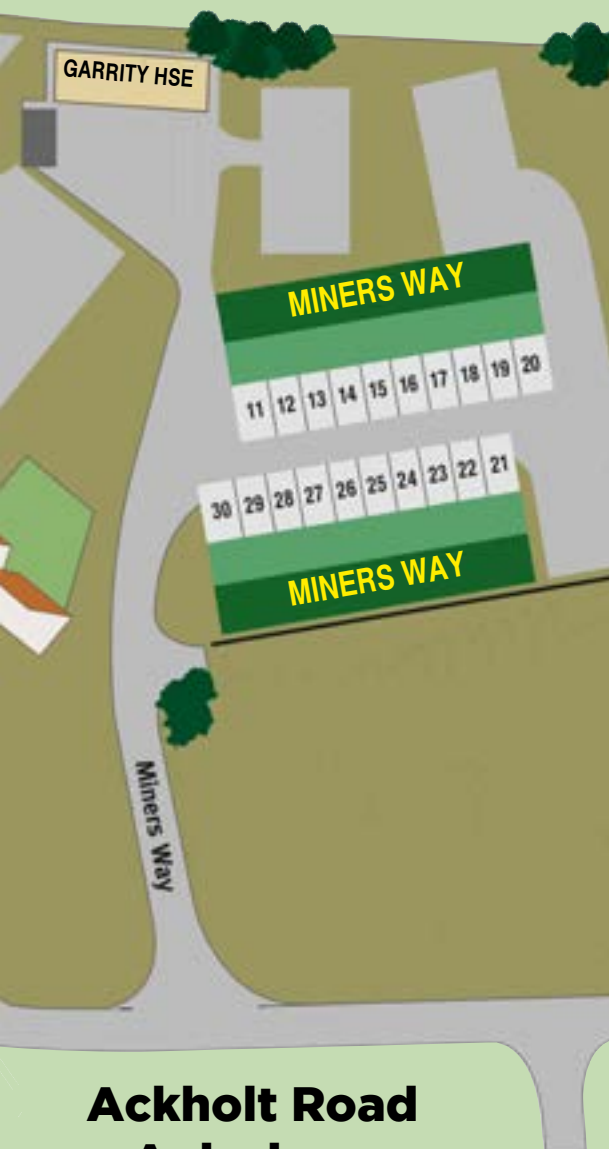 GARRITY HSE
MINERS WAY
11 12 13 14 15 16 17 18 19 20
30 29 28 27 26 25 24 23 22 21
MINERS WAY
Miners Way
Ackholt Road